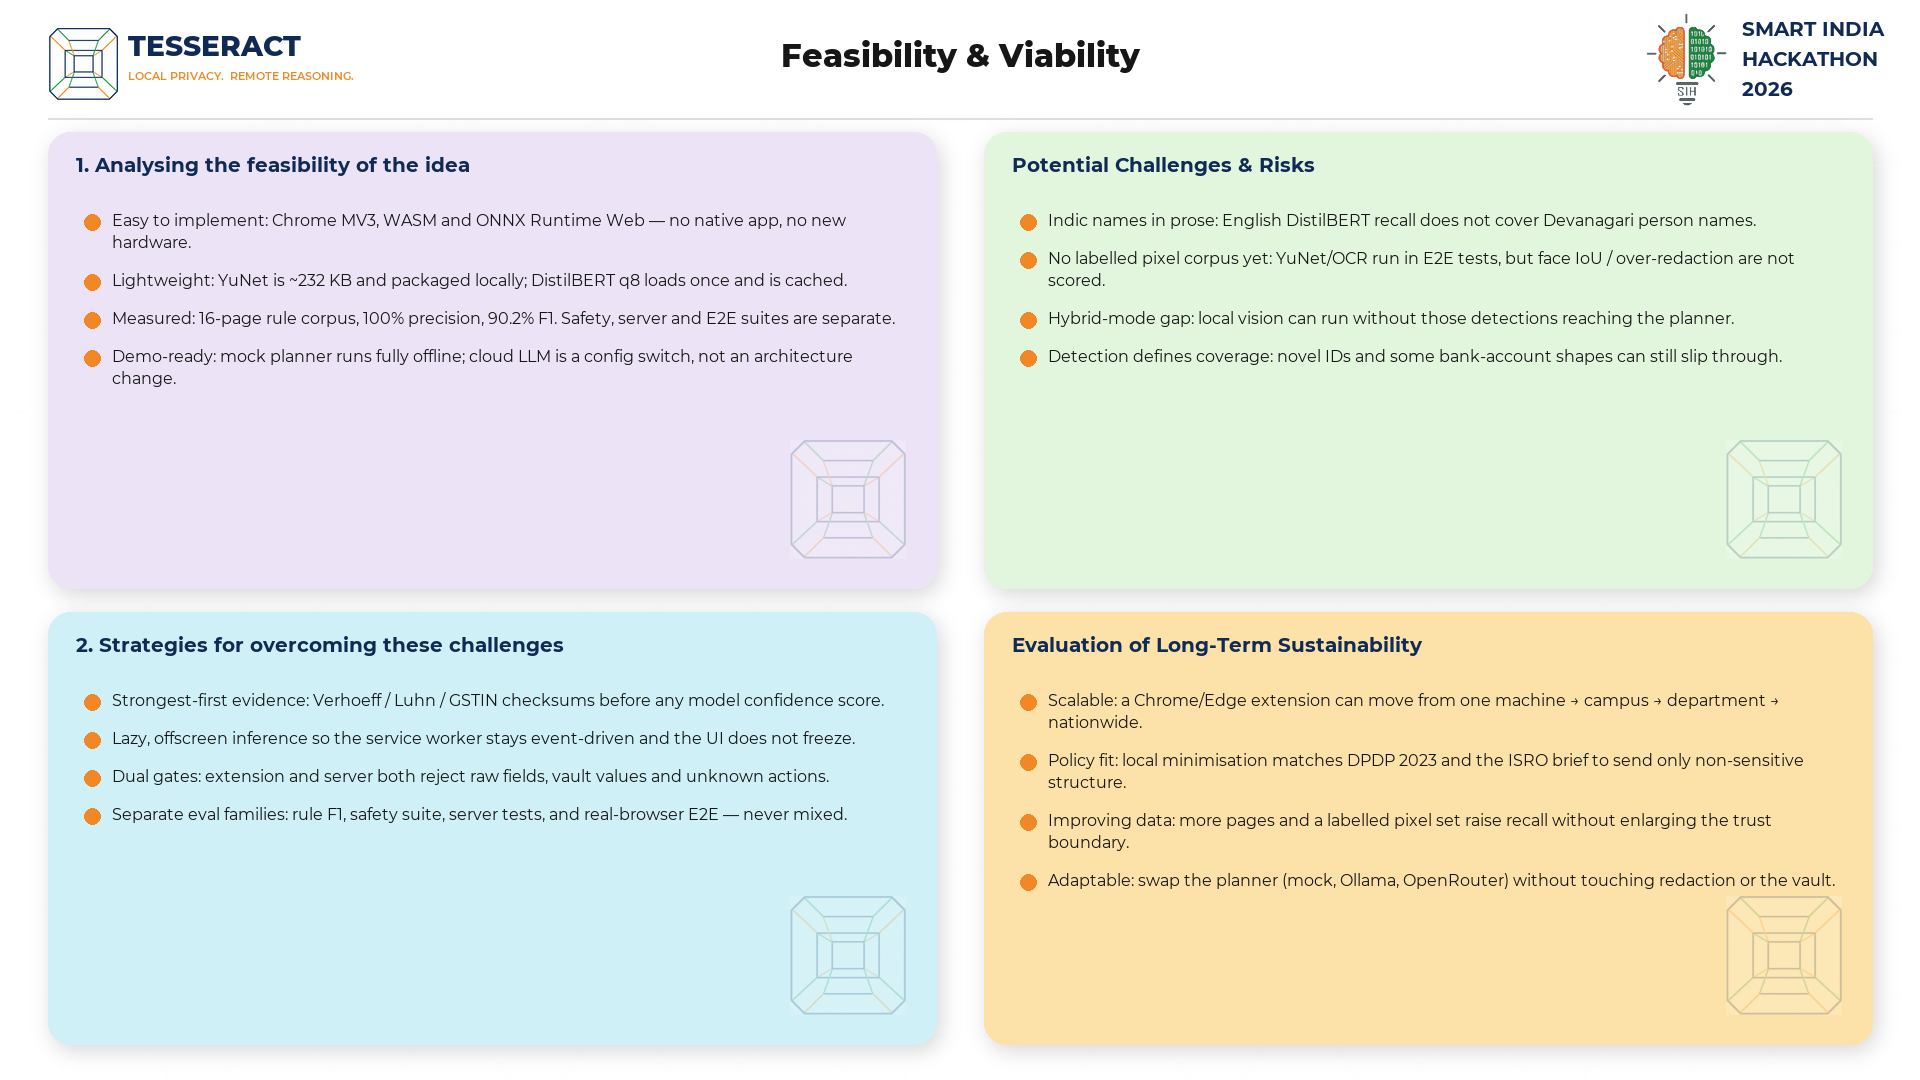 TESSERACT
LOCAL PRIVACY. REMOTE REASONING.
Feasibility & Viability
SIH
SMART INDIA
HACKATHON
2026
1. Analysing the feasibility of the idea
Easy to implement: Chrome MV3, WASM and ONNX Runtime Web — no native app, no new
hardware.
Lightweight: YuNet is ~232 KB and packaged locally; DistilBERT q8 loads once and is cached.
Measured: 16-page rule corpus, 100% precision, 90.2% F1. Safety, server and E2E suites are separate.
Demo-ready: mock planner runs fully offline; cloud LLM is a config switch, not an architecture
change.
Potential Challenges & Risks
Indic names in prose: English DistilBERT recall does not cover Devanagari person names.
No labelled pixel corpus yet: YuNet/OCR run in E2E tests, but face IoU / over-redaction are not
scored.
Hybrid-mode gap: local vision can run without those detections reaching the planner.
Detection defines coverage: novel IDs and some bank-account shapes can still slip through.
2. Strategies for overcoming these challenges
Strongest-first evidence: Verhoeff / Luhn / GSTIN checksums before any model confidence score.
Lazy, offscreen inference so the service worker stays event-driven and the UI does not freeze.
Dual gates: extension and server both reject raw fields, vault values and unknown actions.
Separate eval families: rule F1, safety suite, server tests, and real-browser E2E — never mixed.
Evaluation of Long-Term Sustainability
Scalable: a Chrome/Edge extension can move from one machine → campus → department →
nationwide.
Policy fit: local minimisation matches DPDP 2023 and the ISRO brief to send only non-sensitive
structure.
Improving data: more pages and a labelled pixel set raise recall without enlarging the trust
boundary.
Adaptable: swap the planner (mock, Ollama, OpenRouter) without touching redaction or the vault.